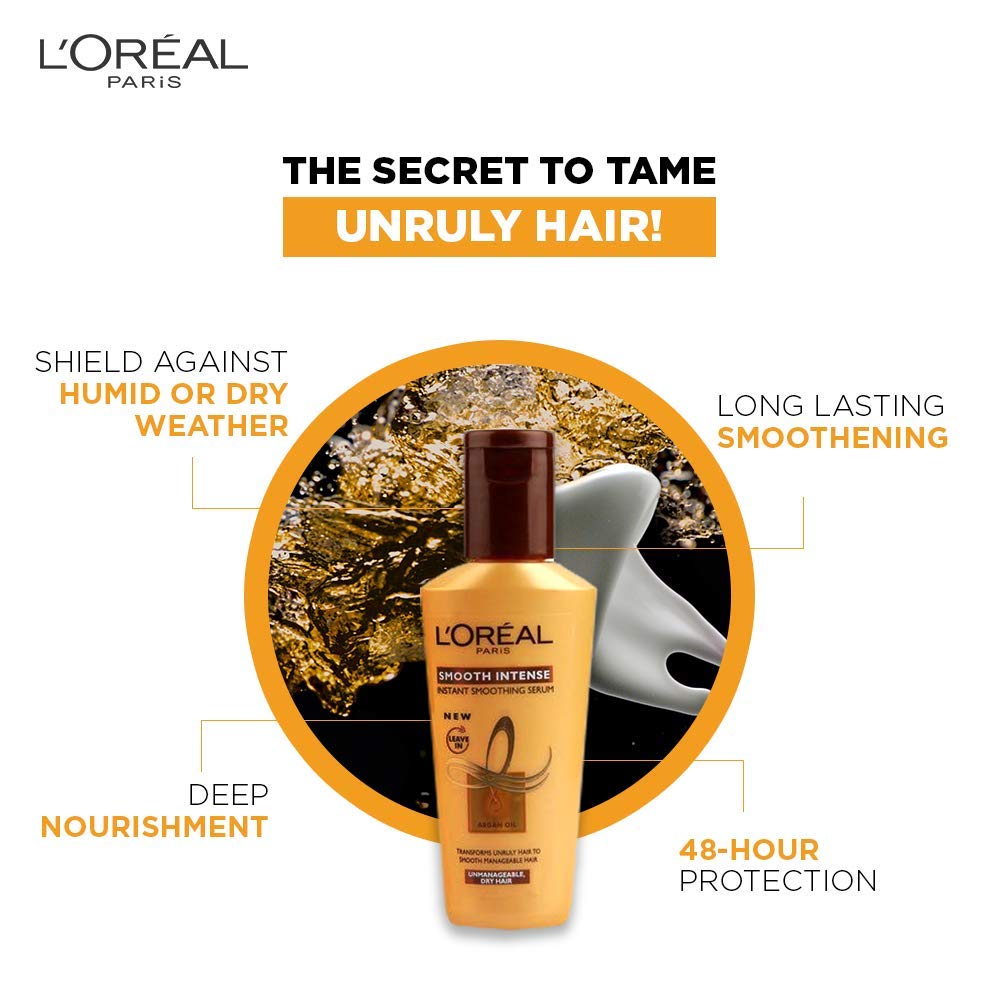 L'ORÉAL
PARiS
THE SECRET TO TAME
UNRULY HAIR!
SHIELD AGAINST
HUMID OR DRY
WEATHER
LONG LASTING
SMOOTHENING
DEEP
NOURISHMENT
48-HOUR
PROTECTION
L'ORÉAL
PARIS
SMOOTH INTENSE
INSTANT SMOOTHING SERUM
NEW
LEAVE
IN
ARGAN OIL
TRANSFORMS UNRULY HAIR TO
SMOOTH MANAGEABLE HAIR
UNMANAGEABLE,
DRY HAIR